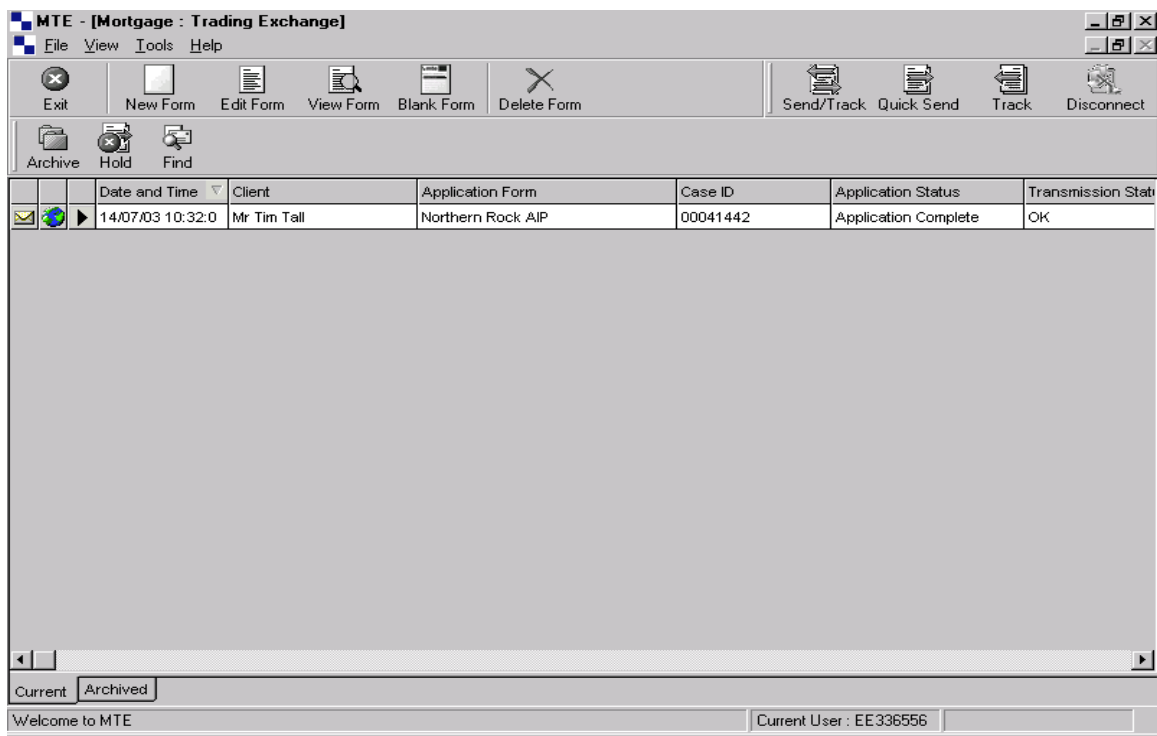 MTE - [Mortgage : Trading Exchange]
File View Tools Help
Exit New Form Edit Form View Form Blank Form Delete Form Send/Track Quick Send Track Disconnect
Archive Hold Find
Date and Time Client Application Form Case ID Application Status Transmission Stat
14/07/03 10:32:0 Mr Tim Tall Northern Rock AIP 00041442 Application Complete OK
Current Archived
Welcome to MTE Current User : EE336556